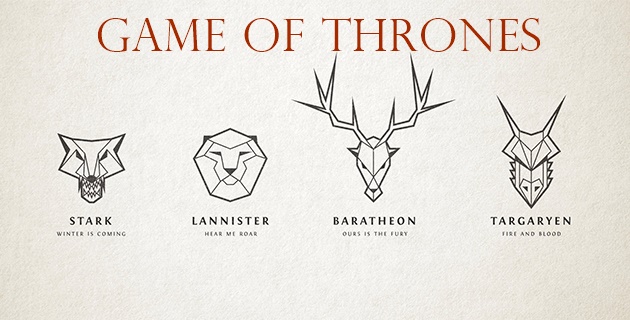 GAME OF THRONES
STARK
WINTER IS COMING
LANNISTER
HEAR ME ROAR
BARATHEON
OURS IS THE FURY
TARGARYEN
FIRE AND BLOOD